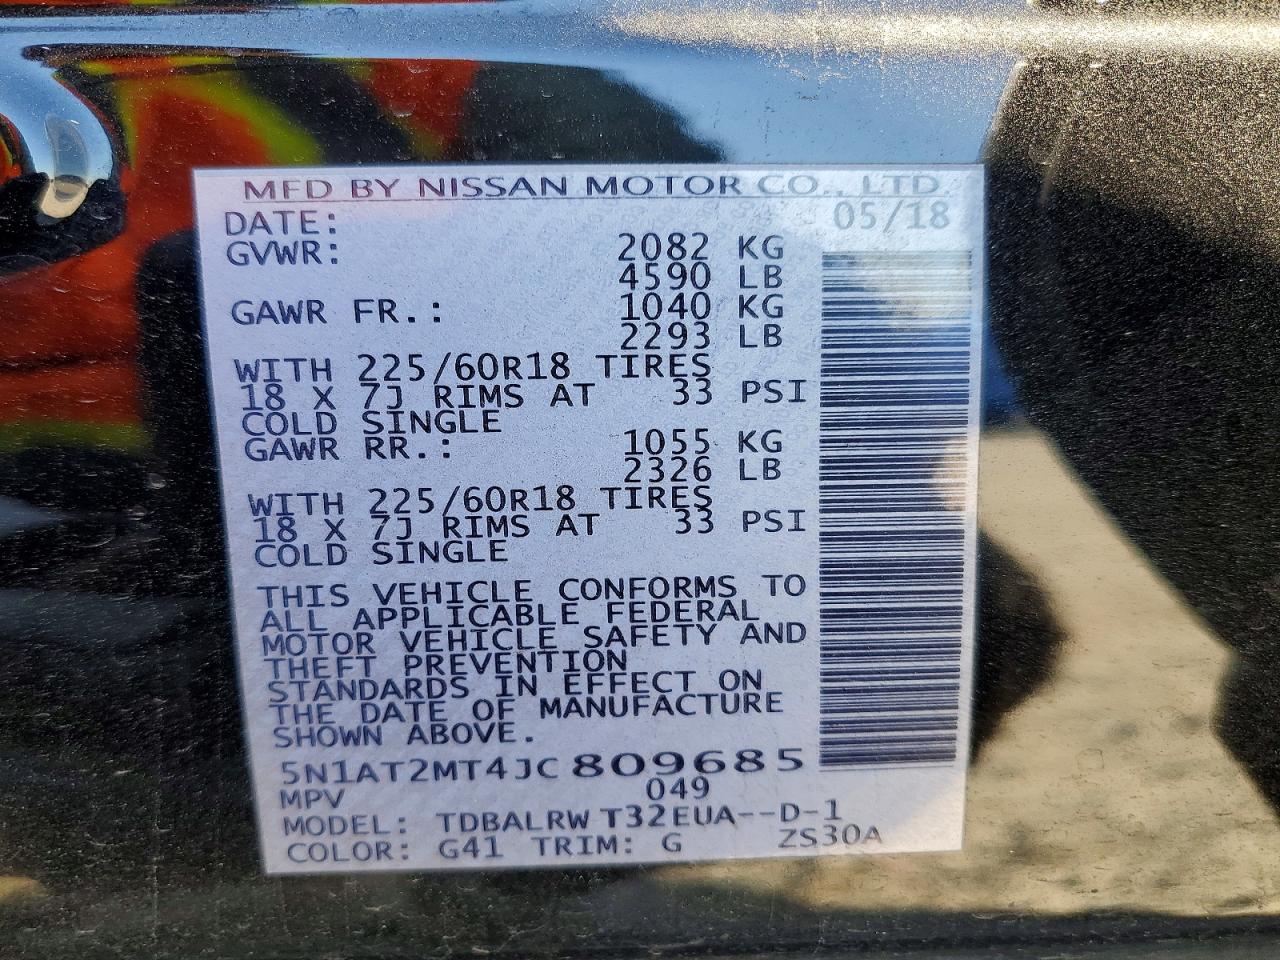 MFD BY NISSAN MOTOR CO., LTD.
DATE: 05/18
GVWR: 2082 KG
4590 LB
GAWR FR.: 1040 KG
2293 LB
WITH 225/60R18 TIRES
18 X 7J RIMS AT 33 PSI
COLD SINGLE
GAWR RR.: 1055 KG
2326 LB
WITH 225/60R18 TIRES
18 X 7J RIMS AT 33 PSI
COLD SINGLE
THIS VEHICLE CONFORMS TO
ALL APPLICABLE FEDERAL
MOTOR VEHICLE SAFETY AND
THEFT PREVENTION
STANDARDS IN EFFECT ON
THE DATE OF MANUFACTURE
SHOWN ABOVE.
5N1AT2MT4JC809685
MPV 049
MODEL: TDBALRW T32EUA--D-1
COLOR: G41 TRIM: G ZS30A